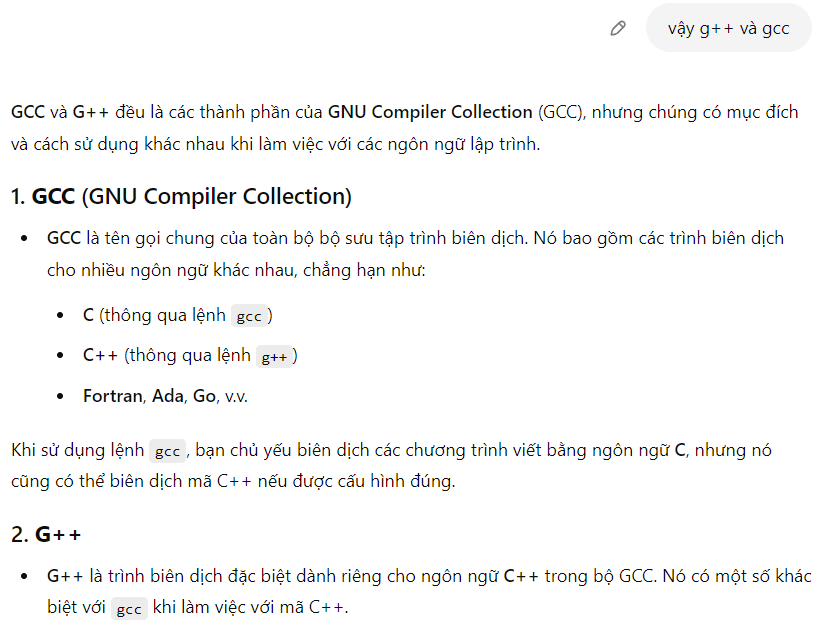 vậy g++ và gcc
GCC và G++ đều là các thành phần của GNU Compiler Collection (GCC), nhưng chúng có mục đích
và cách sử dụng khác nhau khi làm việc với các ngôn ngữ lập trình.
1. GCC (GNU Compiler Collection)
• GCC là tên gọi chung của toàn bộ bộ sưu tập trình biên dịch. Nó bao gồm các trình biên dịch
cho nhiều ngôn ngữ khác nhau, chẳng hạn như:
• C (thông qua lệnh gcc)
• C++ (thông qua lệnh g++)
• Fortran, Ada, Go, v.v.
Khi sử dụng lệnh gcc, bạn chủ yếu biên dịch các chương trình viết bằng ngôn ngữ C, nhưng nó
cũng có thể biên dịch mã C++ nếu được cấu hình đúng.
2. G++
• G++ là trình biên dịch đặc biệt dành riêng cho ngôn ngữ C++ trong bộ GCC. Nó có một số khác
biệt với gcc khi làm việc với mã C++.